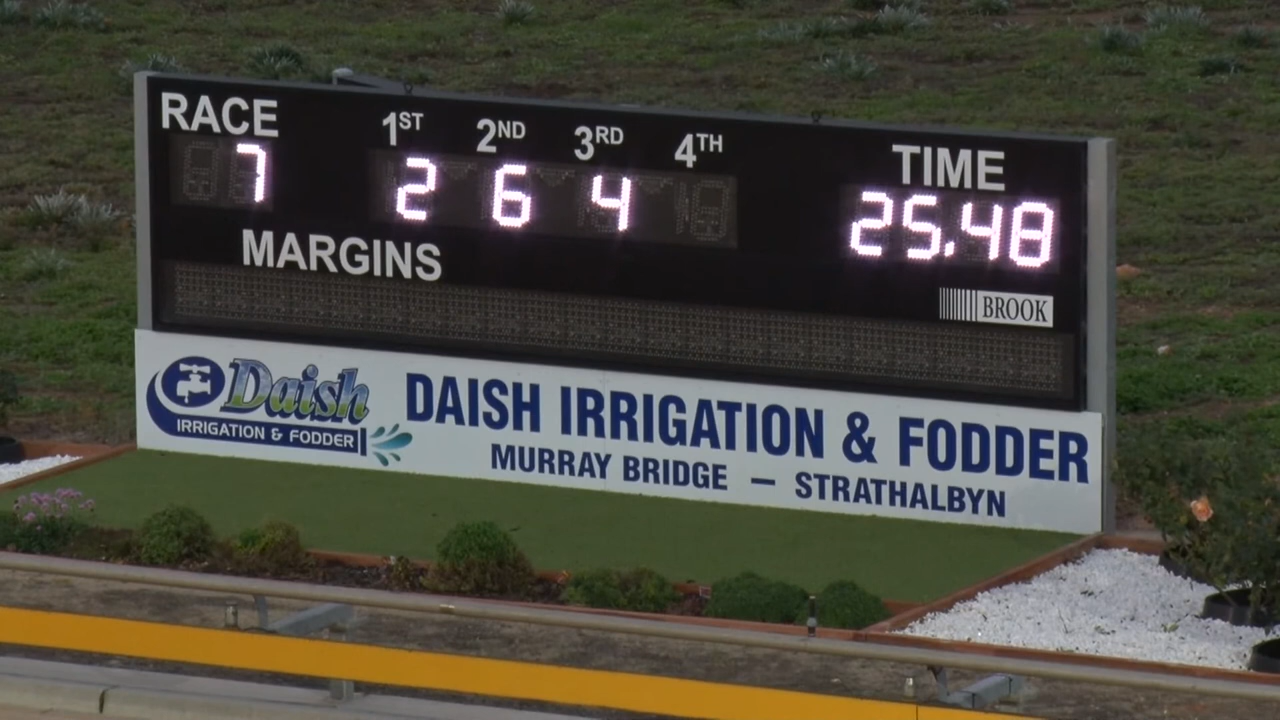 RACE 1ST 2ND 3RD 4TH TIME
7 2 6 4 25.48
MARGINS
BROOK
Daish
IRRIGATION & FODDER
DAISH IRRIGATION & FODDER
MURRAY BRIDGE – STRATHALBYN